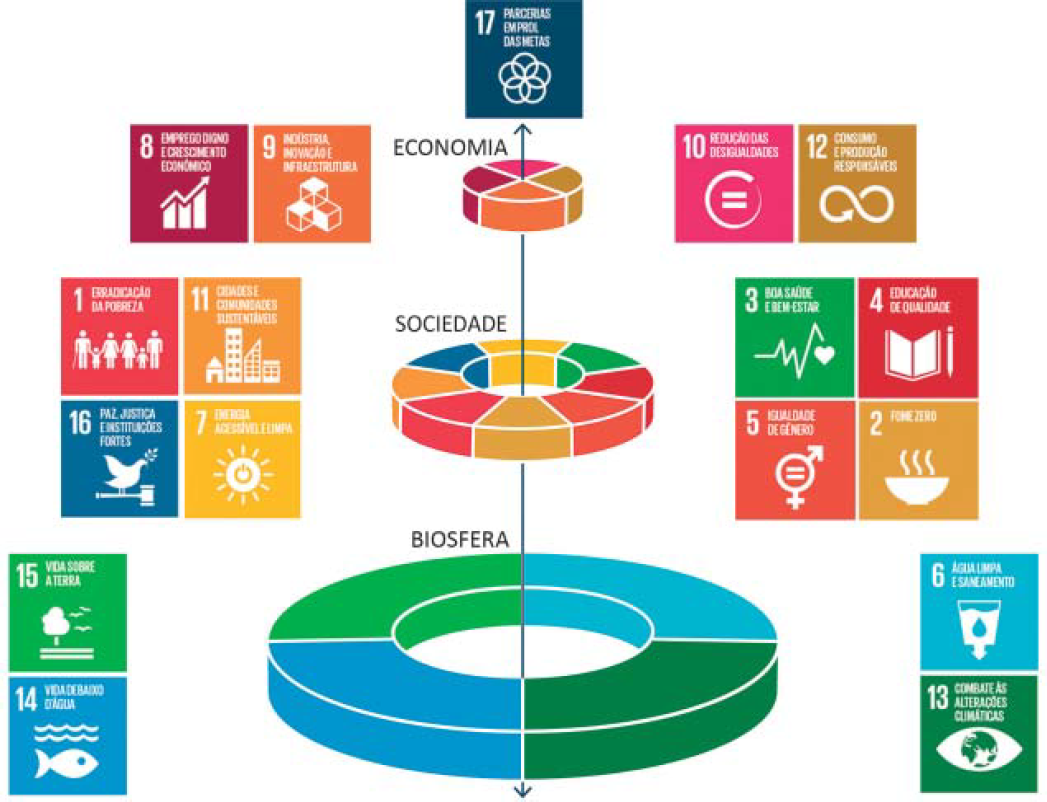 17 PARCERIAS
EM PROL
DAS METAS
8 EMPREGO DIGNO
E CRESCIMENTO
ECONÓMICO
9 INDÚSTRIA,
INOVAÇÃO E
INFRAESTRUTURA
ECONOMIA
10 REDUÇÃO DAS
DESIGUALDADES
12 CONSUMO
E PRODUÇÃO
RESPONSÁVEIS
1 ERRADICAÇÃO
DA POBREZA
11 CIDADES E
COMUNIDADES
SUSTENTÁVEIS
SOCIEDADE
3 BOA SAÚDE
E BEM-ESTAR
4 EDUCAÇÃO
DE QUALIDADE
16 PAZ, JUSTIÇA
E INSTITUIÇÕES
FORTES
7 ENERGIA
ACESSÍVEL E LIMPA
5 IGUALDADE
DE GÊNERO
2 FOME ZERO
BIOSFERA
15 VIDA SOBRE
A TERRA
6 ÁGUA LIMPA
E SANEAMENTO
14 VIDA DEBAIXO
D'ÁGUA
13 COMBATE ÀS
ALTERAÇÕES
CLIMÁTICAS